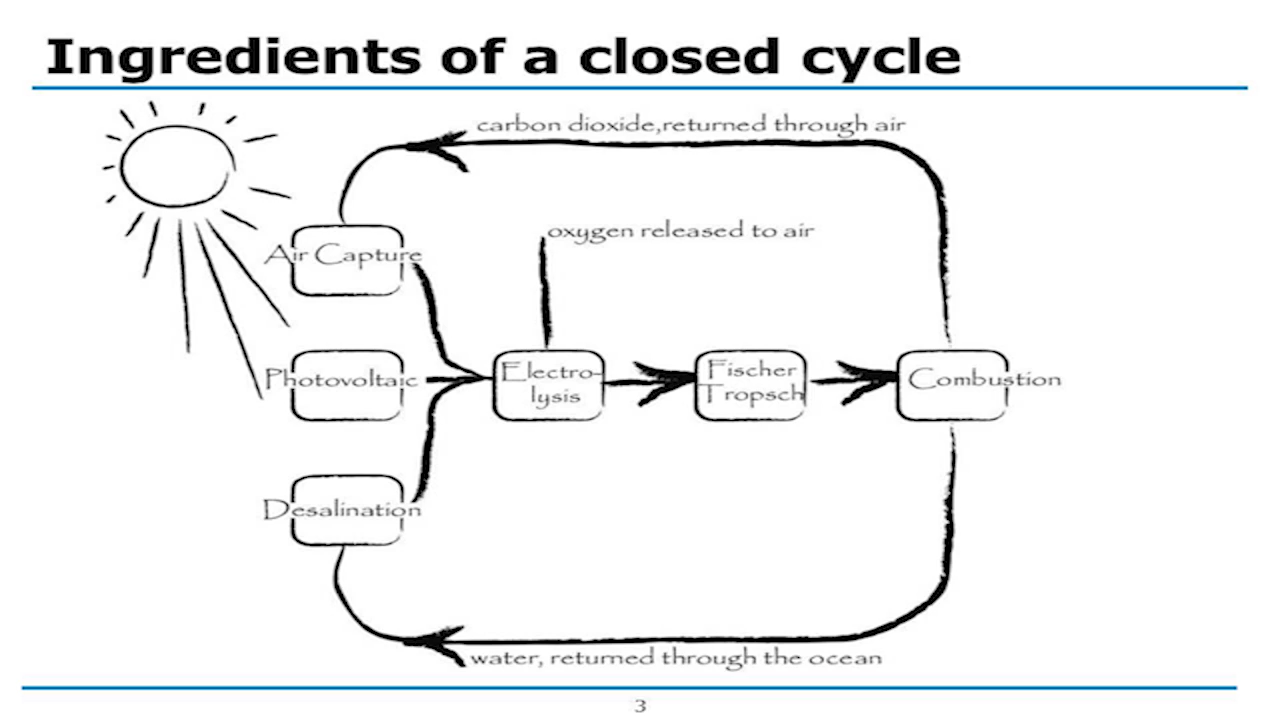 Ingredients of a closed cycle
carbon dioxide,returned through air
oxygen released to air
Air Capture
Photovoltaic
Desalination
Electro-
lysis
Fischer
Tropsch
Combustion
water, returned through the ocean
3